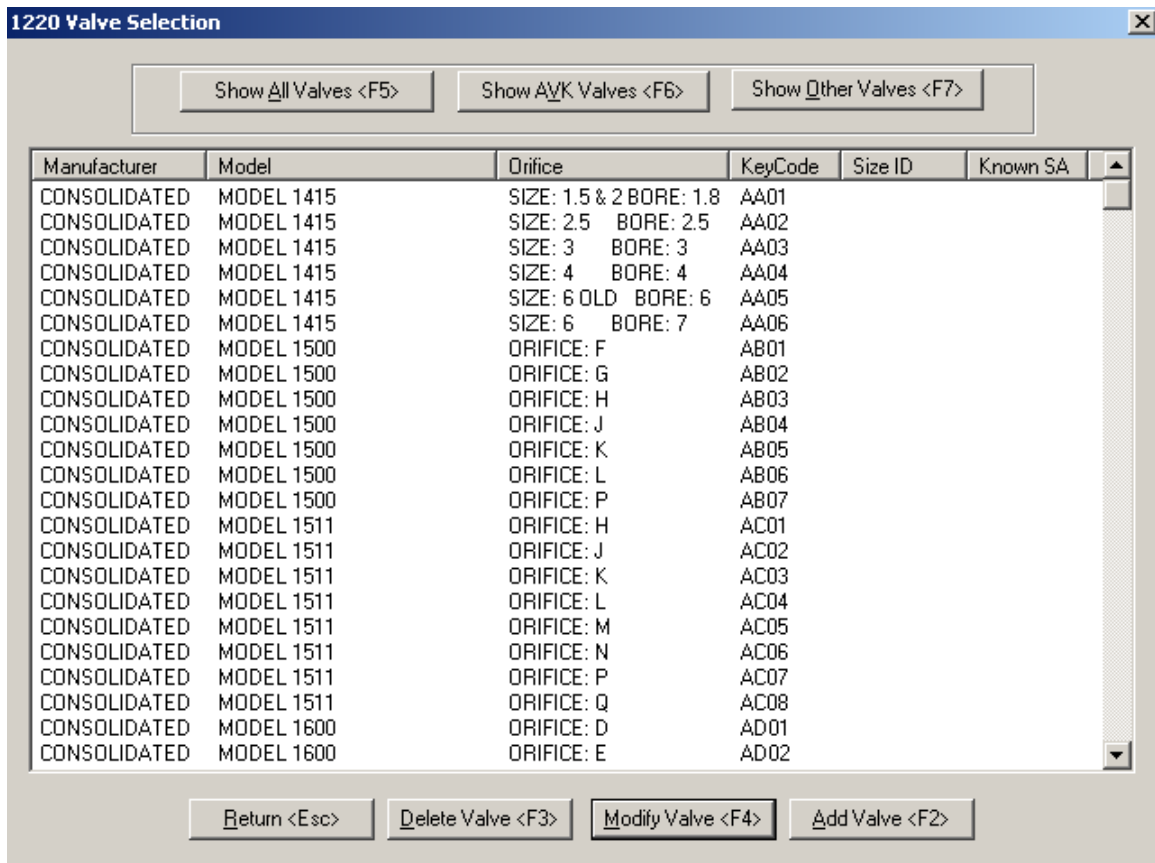 1220 Valve Selection
Show All Valves <F5> Show AVK Valves <F6> Show Other Valves <F7>
Manufacturer Model Orifice KeyCode Size ID Known SA
CONSOLIDATED MODEL 1415 SIZE: 1.5 & 2 BORE: 1.8 AA01
CONSOLIDATED MODEL 1415 SIZE: 2.5 BORE: 2.5 AA02
CONSOLIDATED MODEL 1415 SIZE: 3 BORE: 3 AA03
CONSOLIDATED MODEL 1415 SIZE: 4 BORE: 4 AA04
CONSOLIDATED MODEL 1415 SIZE: 6 OLD BORE: 6 AA05
CONSOLIDATED MODEL 1415 SIZE: 6 BORE: 7 AA06
CONSOLIDATED MODEL 1500 ORIFICE: F AB01
CONSOLIDATED MODEL 1500 ORIFICE: G AB02
CONSOLIDATED MODEL 1500 ORIFICE: H AB03
CONSOLIDATED MODEL 1500 ORIFICE: J AB04
CONSOLIDATED MODEL 1500 ORIFICE: K AB05
CONSOLIDATED MODEL 1500 ORIFICE: L AB06
CONSOLIDATED MODEL 1500 ORIFICE: P AB07
CONSOLIDATED MODEL 1511 ORIFICE: H AC01
CONSOLIDATED MODEL 1511 ORIFICE: J AC02
CONSOLIDATED MODEL 1511 ORIFICE: K AC03
CONSOLIDATED MODEL 1511 ORIFICE: L AC04
CONSOLIDATED MODEL 1511 ORIFICE: M AC05
CONSOLIDATED MODEL 1511 ORIFICE: N AC06
CONSOLIDATED MODEL 1511 ORIFICE: P AC07
CONSOLIDATED MODEL 1511 ORIFICE: Q AC08
CONSOLIDATED MODEL 1600 ORIFICE: D AD01
CONSOLIDATED MODEL 1600 ORIFICE: E AD02
Return <Esc> Delete Valve <F3> Modify Valve <F4> Add Valve <F2>